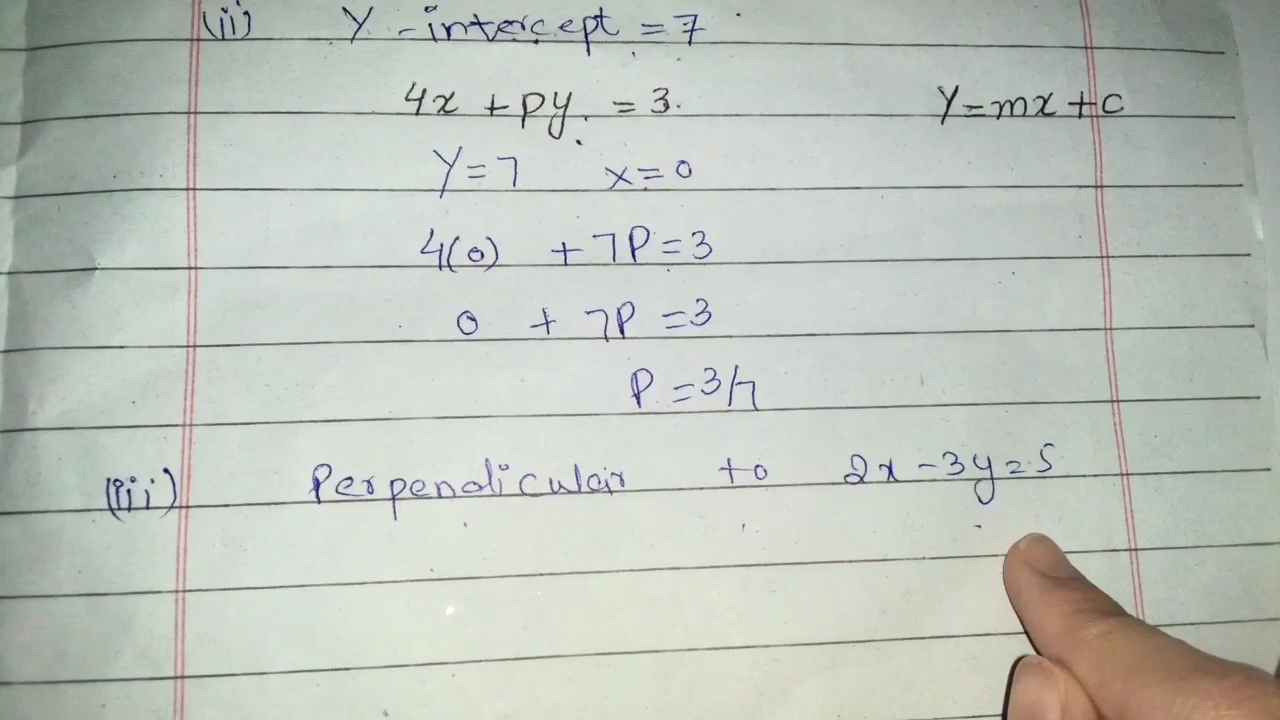 (ii) Y-intercept = 7
4x + py = 3. Y=mx+c
Y=7 x=0
4(0) + 7P = 3
0 + 7P = 3
P = 3/7
(iii) Perpendicular to 2x-3y=5